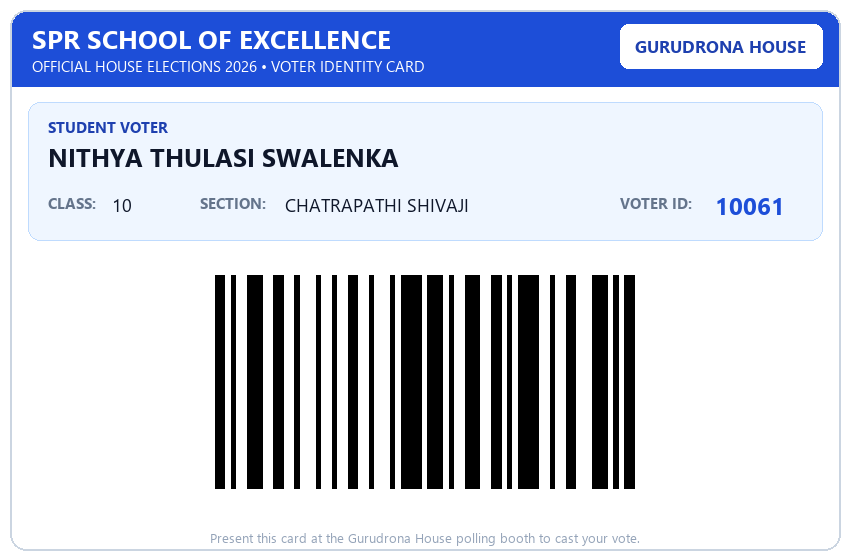 SPR SCHOOL OF EXCELLENCE
OFFICIAL HOUSE ELECTIONS 2026 • VOTER IDENTITY CARD
GURUDRONA HOUSE
STUDENT VOTER
NITHYA THULASI SWALENKA
CLASS: 10 SECTION: CHATRAPATHI SHIVAJI VOTER ID: 10061
Present this card at the Gurudrona House polling booth to cast your vote.